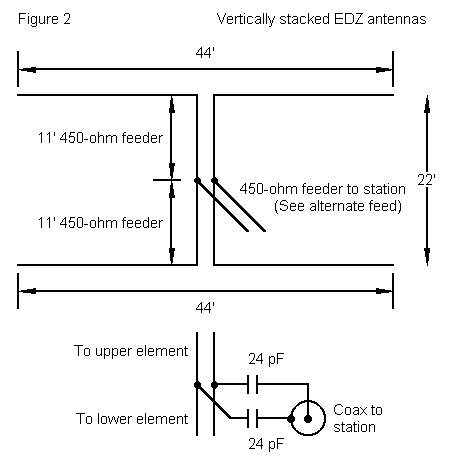 Figure 2
Vertically stacked EDZ antennas
44'
11' 450-ohm feeder
450-ohm feeder to station
(See alternate feed)
22'
11' 450-ohm feeder
44'
To upper element
24 pF
To lower element
Coax to
station
24 pF